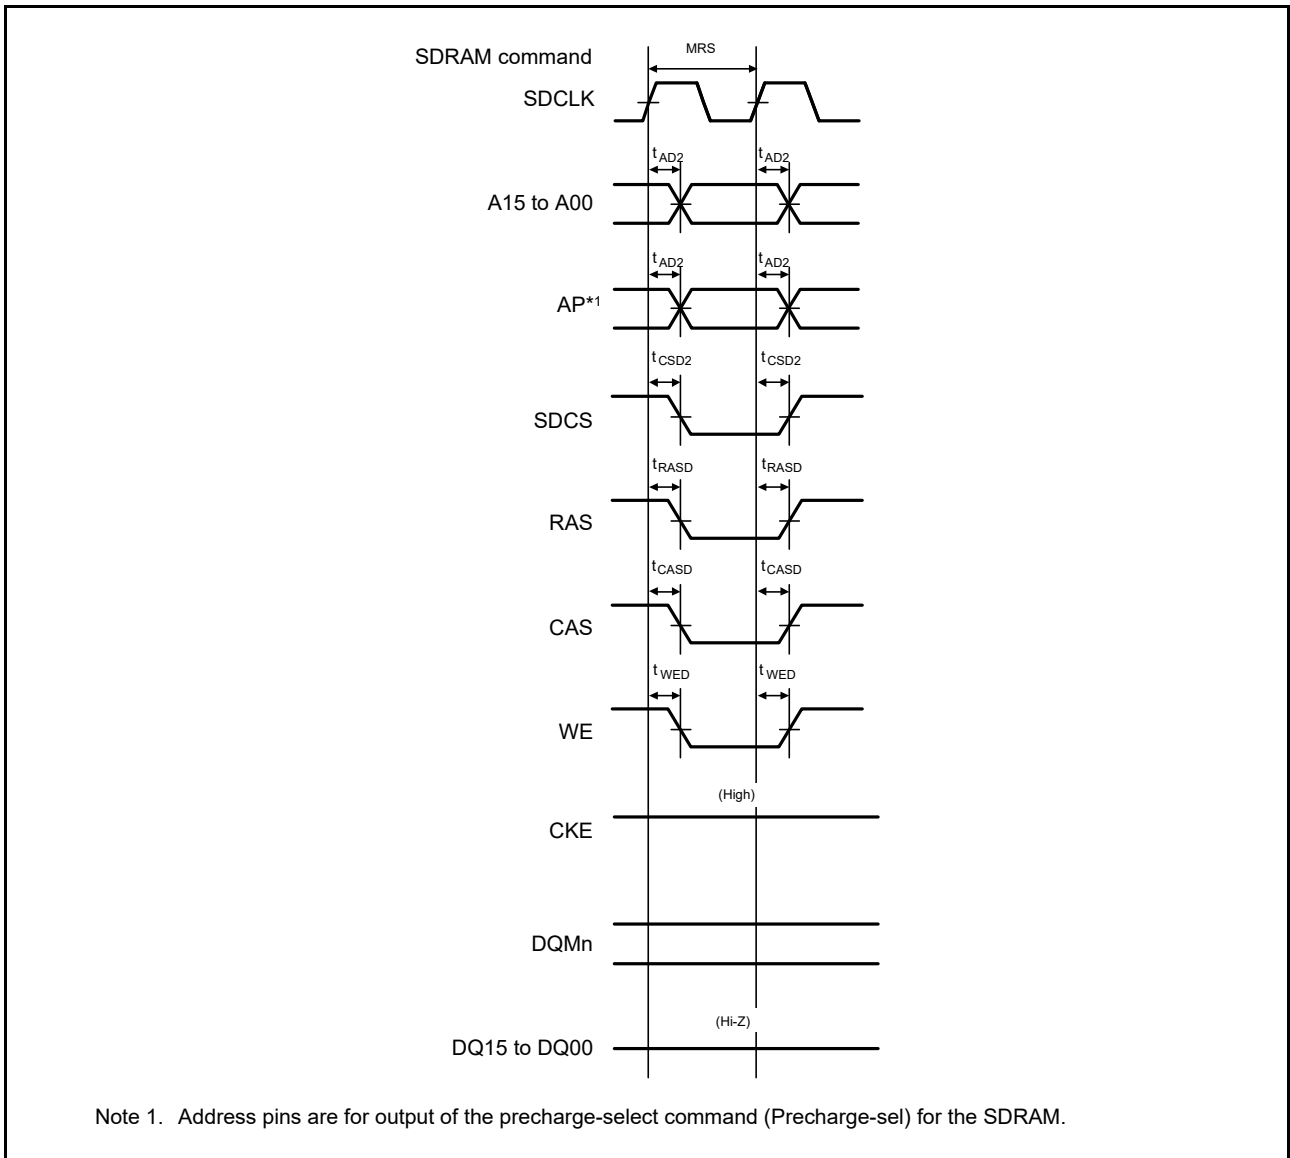 MRS
SDRAM command
SDCLK
tAD2 tAD2
A15 to A00
tAD2 tAD2
AP*1
tCSD2 tCSD2
SDCS
tRASD tRASD
RAS
tCASD tCASD
CAS
tWED tWED
WE
(High)
CKE
DQMn
(Hi-Z)
DQ15 to DQ00
Note 1. Address pins are for output of the precharge-select command (Precharge-sel) for the SDRAM.